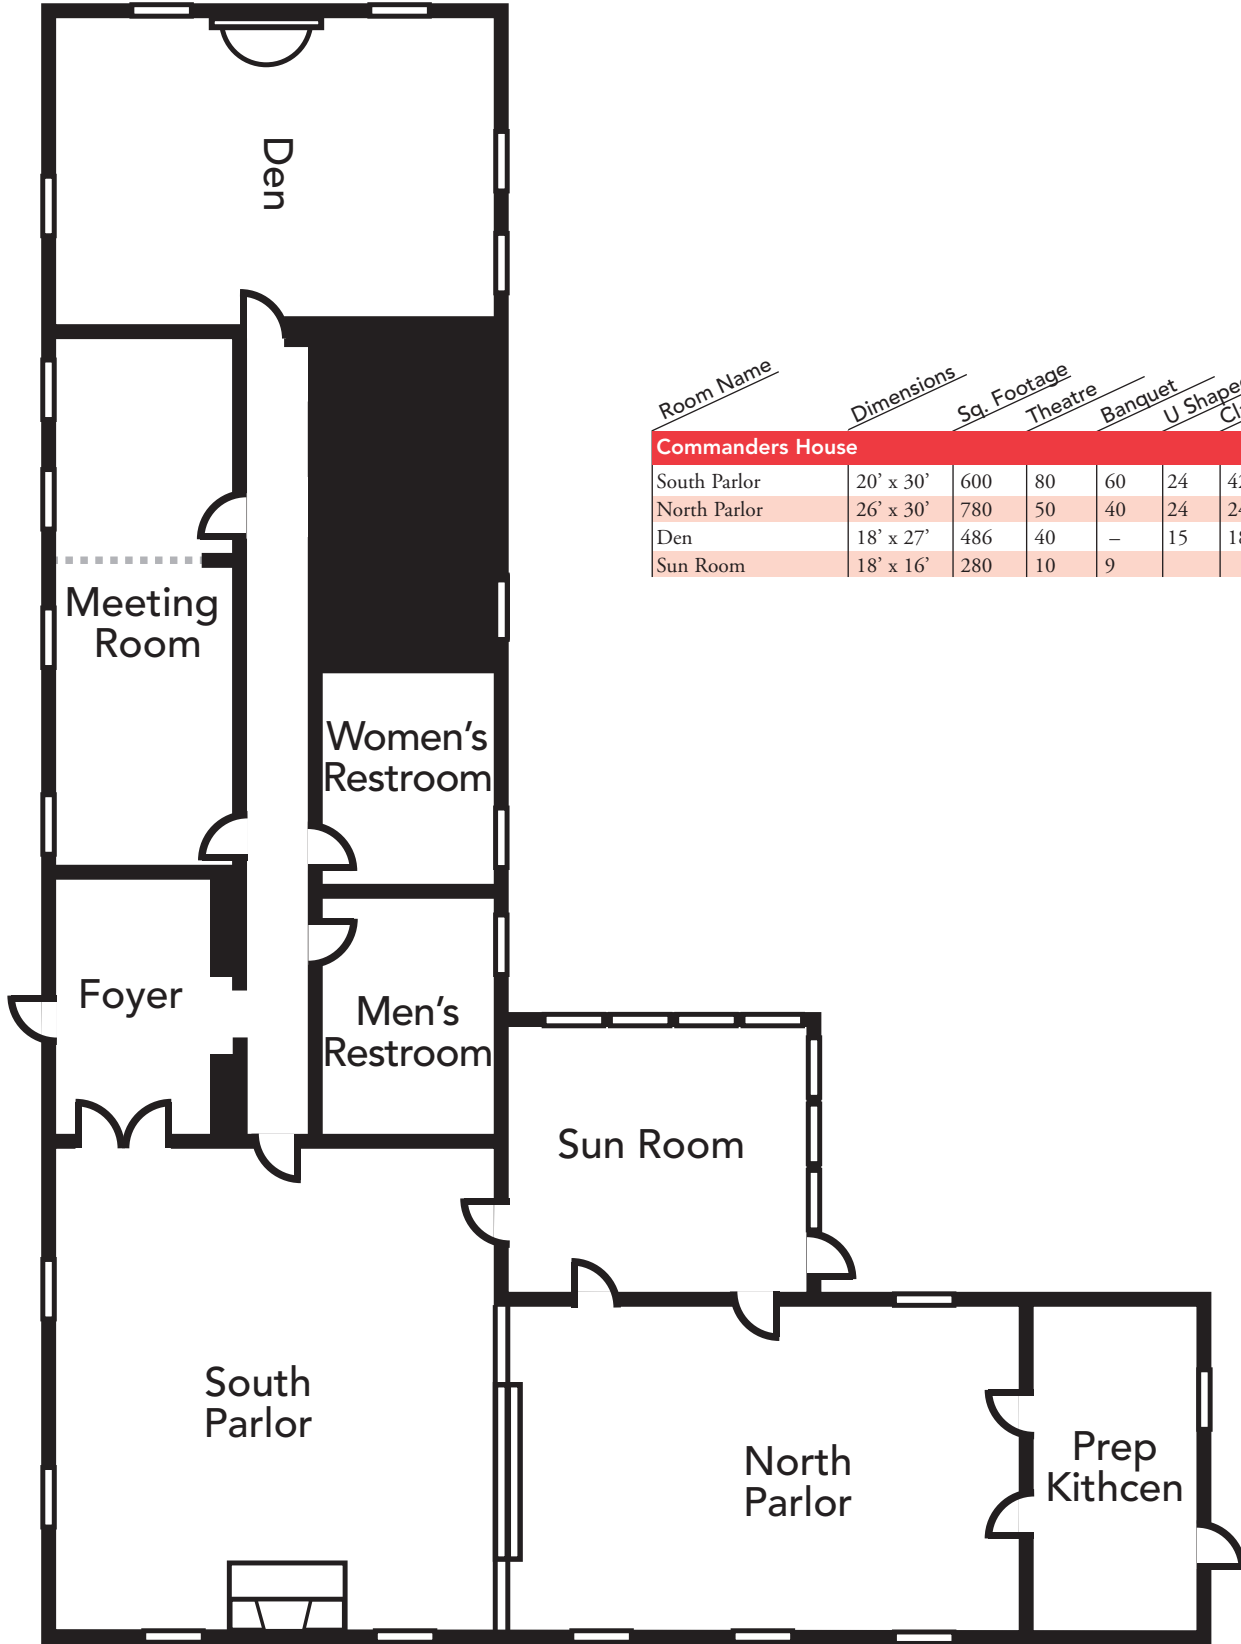 Den
Room Name Dimensions Sq. Footage Theatre Banquet U Shaped
Commanders House
South Parlor 20’ x 30’ 600 80 60 24
North Parlor 26’ x 30’ 780 50 40 24
Den 18’ x 27’ 486 40 – 15
Sun Room 18’ x 16’ 280 10 9
Meeting
Room
Women’s
Restroom
Foyer
Men’s
Restroom
Sun Room
South
Parlor
North
Parlor
Prep
Kithcen